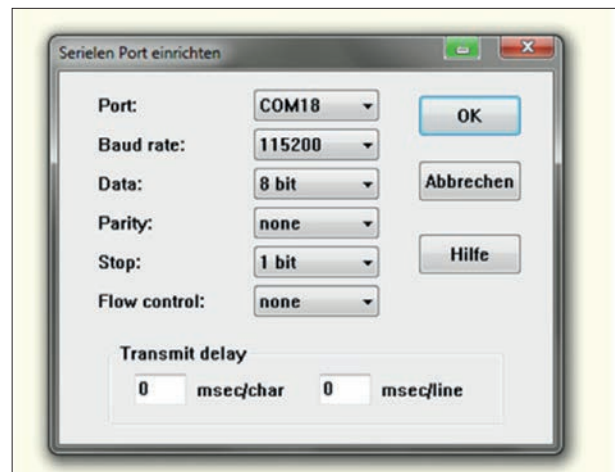 Serielen Port einrichten
Port: COM18 OK
Baud rate: 115200
Data: 8 bit Abbrechen
Parity: none
Stop: 1 bit Hilfe
Flow control: none
Transmit delay
0 msec/char 0 msec/line